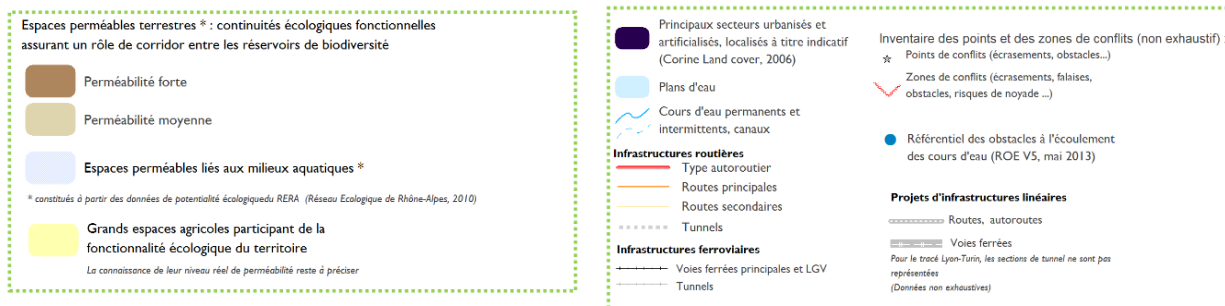 Espaces perméables terrestres * : continuités écologiques fonctionnelles
assurant un rôle de corridor entre les réservoirs de biodiversité
Perméabilité forte
Perméabilité moyenne
Espaces perméables liés aux milieux aquatiques *
* constitués à partir des données de potentialité écologiquedu RERA (Réseau Ecologique de Rhône-Alpes, 2010)
Grands espaces agricoles participant de la
fonctionnalité écologique du territoire
La connaissance de leur niveau réel de perméabilité reste à préciser
Principaux secteurs urbanisés et
artificialisés, localisés à titre indicatif
(Corine Land cover, 2006)
Plans d'eau
Cours d'eau permanents et
intermittents, canaux
Infrastructures routières
Type autoroutier
Routes principales
Routes secondaires
Tunnels
Infrastructures ferroviaires
Voies ferrées principales et LGV
Tunnels
Inventaire des points et des zones de conflits (non exhaustif) :
Points de conflits (écrasements, obstacles...)
Zones de conflits (écrasements, falaises,
obstacles, risques de noyade ...)
Référentiel des obstacles à l'écoulement
des cours d'eau (ROE V5, mai 2013)
Projets d'infrastructures linéaires
Routes, autoroutes
Voies ferrées
Pour le tracé Lyon-Turin, les sections de tunnel ne sont pas
représentées
(Données non exhaustives)